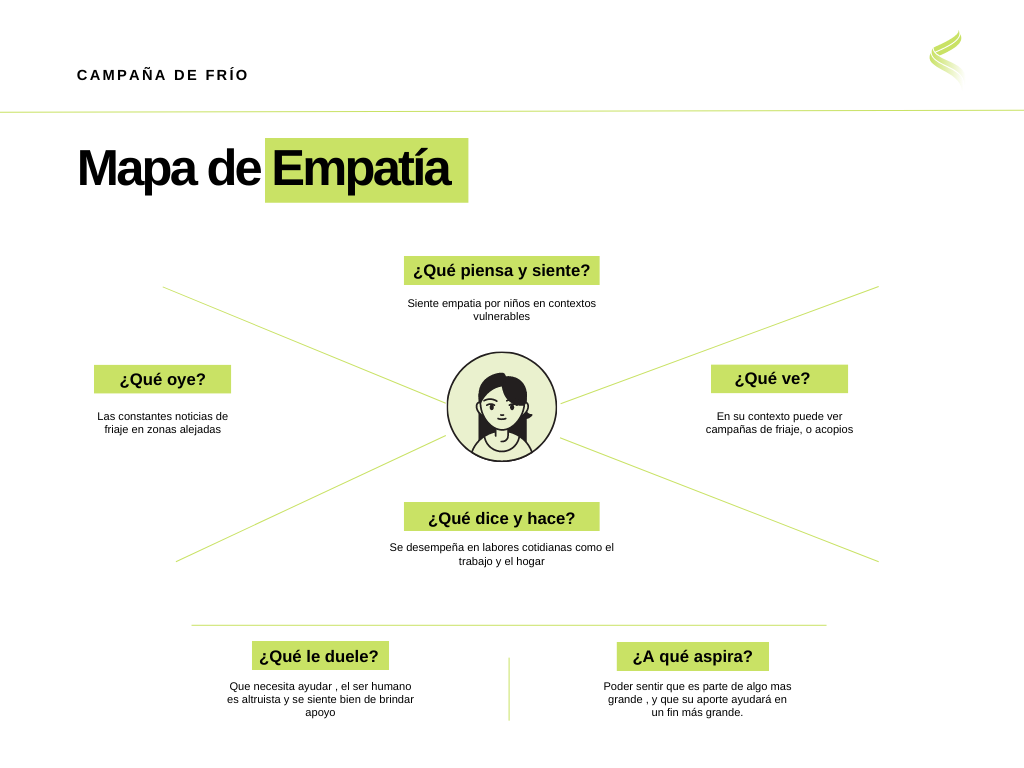 CAMPAÑA DE FRÍO
Mapa de Empatía
¿Qué piensa y siente?
Siente empatia por niños en contextos
vulnerables
¿Qué oye?
Las constantes noticias de
friaje en zonas alejadas
¿Qué ve?
En su contexto puede ver
campañas de friaje, o acopios
¿Qué dice y hace?
Se desempeña en labores cotidianas como el
trabajo y el hogar
¿Qué le duele?
Que necesita ayudar , el ser humano
es altruista y se siente bien de brindar
apoyo
¿A qué aspira?
Poder sentir que es parte de algo mas
grande , y que su aporte ayudará en
un fin más grande.